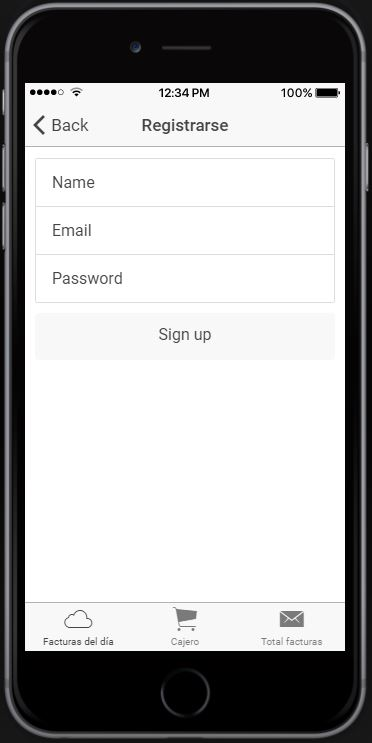 12:34 PM 100%
Back Registrarse
Name
Email
Password
Sign up
Facturas del día Cajero Total facturas